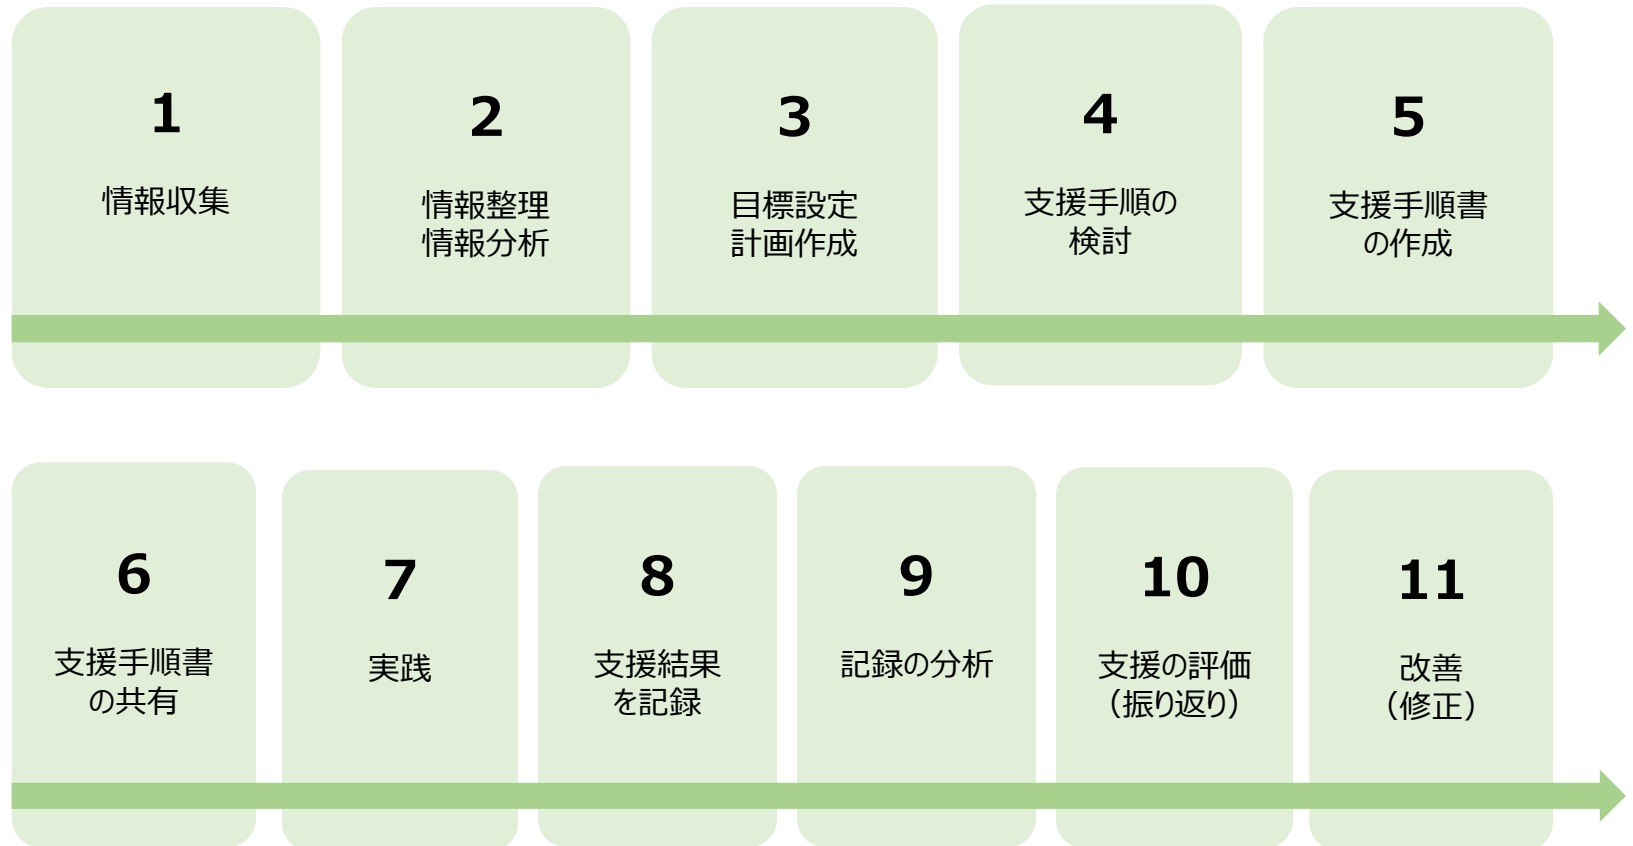 1
情報収集
2
情報整理
情報分析
3
目標設定
計画作成
4
支援手順の
検討
5
支援手順書
の作成
6
支援手順書
の共有
7
実践
8
支援結果
を記録
9
記録の分析
10
支援の評価
（振り返り）
11
改善
（修正）